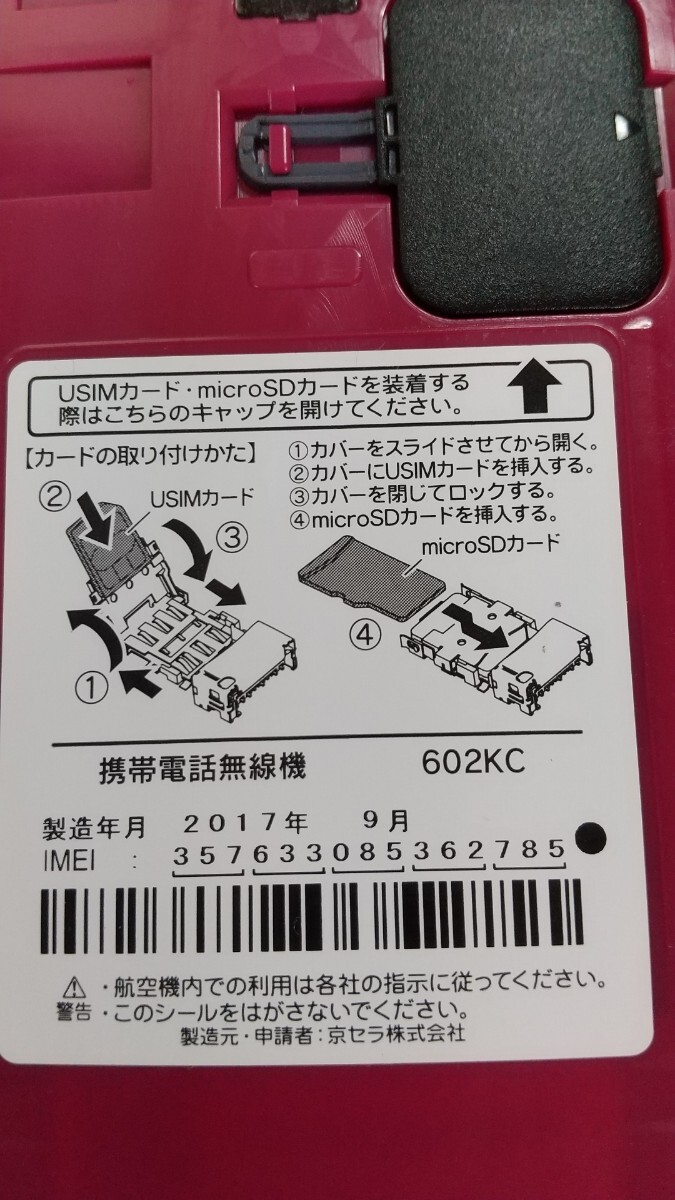 USIMカード・microSDカードを装着する
際はこちらのキャップを開けてください。
【カードの取り付けかた】
①カバーをスライドさせてから開く。
②カバーにUSIMカードを挿入する。
③カバーを閉じてロックする。
④microSDカードを挿入する。
②
USIMカード
③
①
microSDカード
④
携帯電話無線機 602KC
製造年月 2017年 9月
IMEI : 357633085362785
・航空機内での利用は各社の指示に従ってください。
警告・このシールをはがさないでください。
製造元・申請者：京セラ株式会社